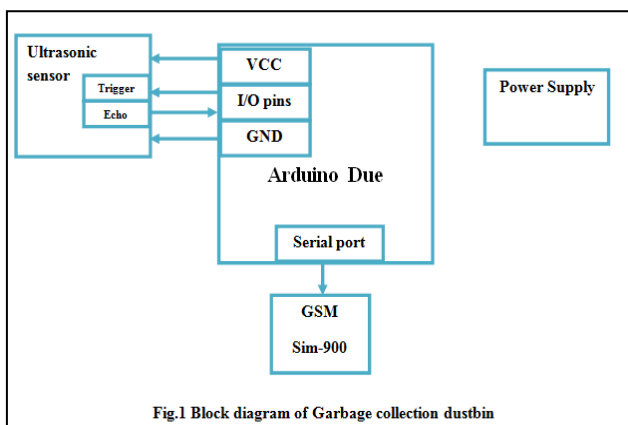 Ultrasonic
sensor
Trigger
Echo
VCC
I/O pins
GND
Arduino Due
Serial port
Power Supply
GSM
Sim-900
Fig.1 Block diagram of Garbage collection dustbin